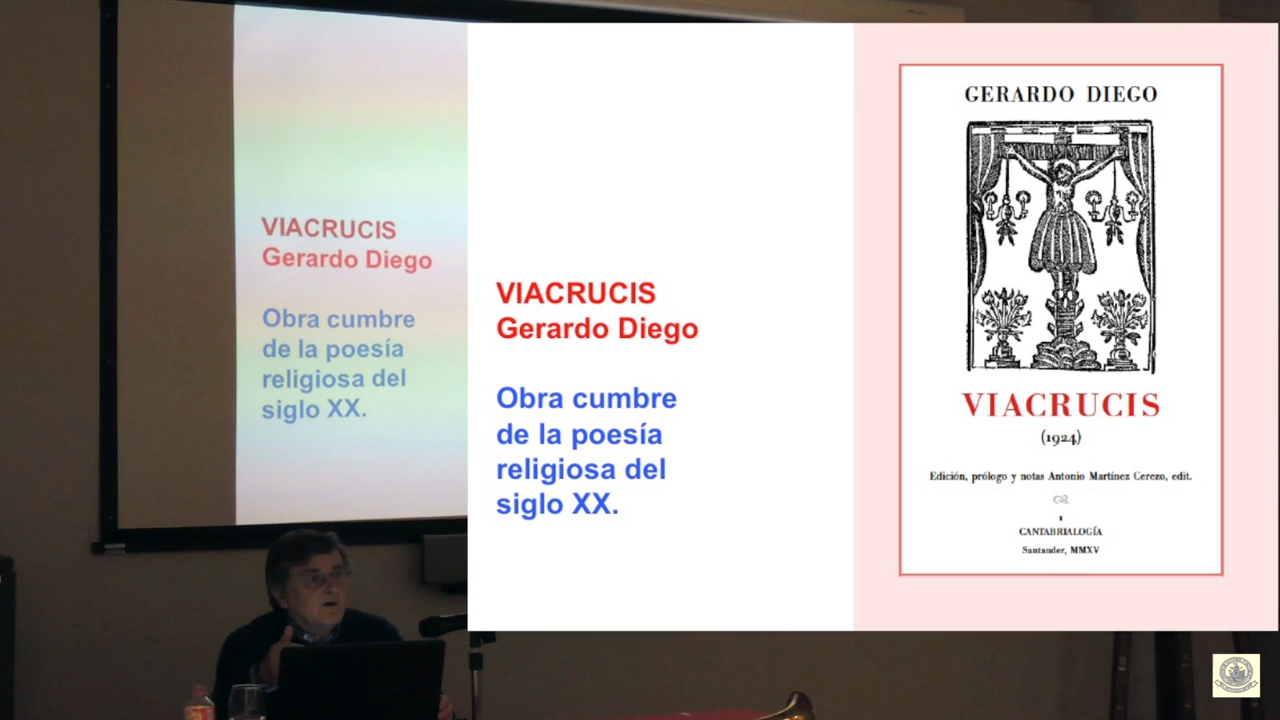 VIACRUCIS
Gerardo Diego
Obra cumbre
de la poesía
religiosa del
siglo XX.
VIACRUCIS
Gerardo Diego
Obra cumbre
de la poesía
religiosa del
siglo XX.
GERARDO DIEGO
VIACRUCIS
(1924)
Edición, prólogo y notas Antonio Martínez Cerezo, edit.
1
CANTABRIALOGÍA
Santander, MMXV